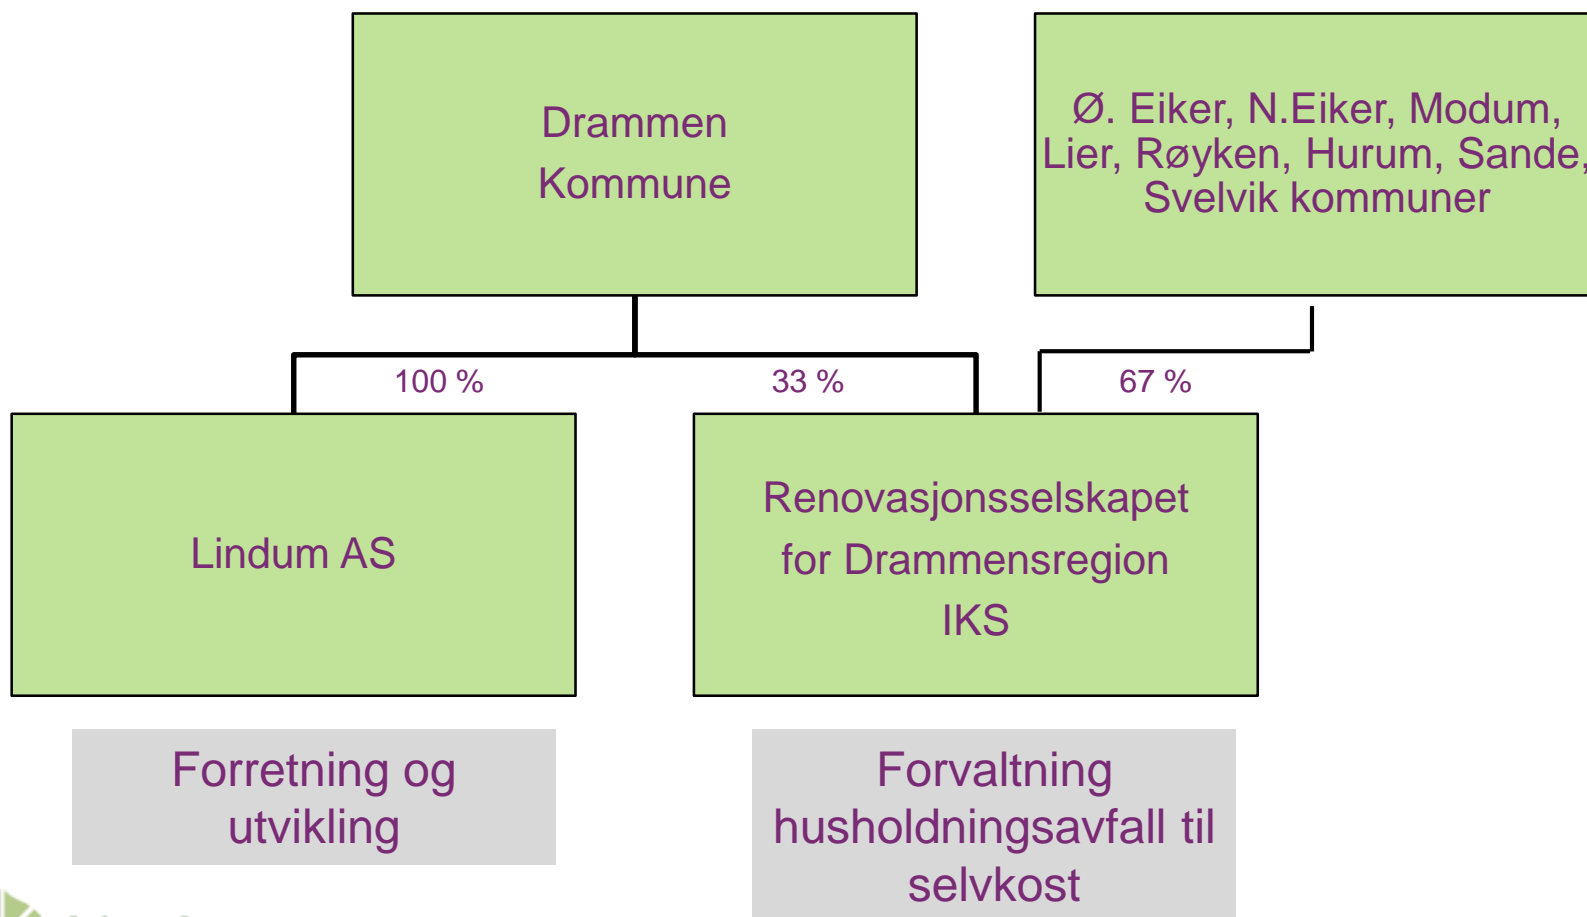 Drammen
Kommune
Ø. Eiker, N.Eiker, Modum,
Lier, Røyken, Hurum, Sande,
Svelvik kommuner
100 %
33 %
67 %
Lindum AS
Renovasjonsselskapet
for Drammensregion
IKS
Forretning og
utvikling
Forvaltning
husholdningsavfall til
selvkost